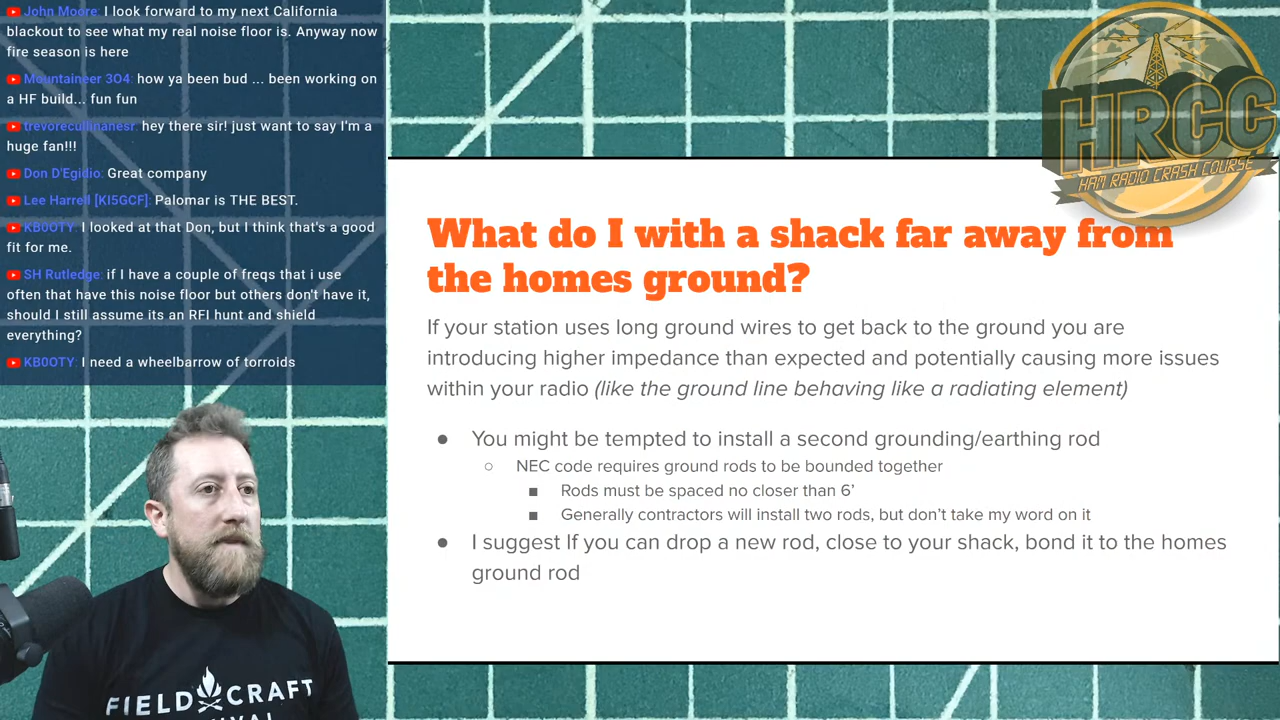 John Moore: I look forward to my next California
blackout to see what my real noise floor is. Anyway now
fire season is here
Mountaineer 3O4: how ya been bud ... been working on
a HF build... fun fun
hey there sir! just want to say I'm a
huge fan!!!
Don D'Egidio: Great company
Lee Harrell [KI5GCF]: Palomar is THE BEST.
KB0OTY: I looked at that Don, but I think that's a good
fit for me.
SH Rutledge: if I have a couple of freqs that i use
often that have this noise floor but others don't have it,
should I still assume its an RFI hunt and shield
everything?
KB0OTY: I need a wheelbarrow of torroids
HRCC
HAM RADIO CRASH COURSE
What do I with a shack far away from
the homes ground?
If your station uses long ground wires to get back to the ground you are
introducing higher impedance than expected and potentially causing more issues
within your radio (like the ground line behaving like a radiating element)
● You might be tempted to install a second grounding/earthing rod
○ NEC code requires ground rods to be bounded together
■ Rods must be spaced no closer than 6'
■ Generally contractors will install two rods, but don't take my word on it
● I suggest If you can drop a new rod, close to your shack, bond it to the homes
ground rod
FIELD CRAFT